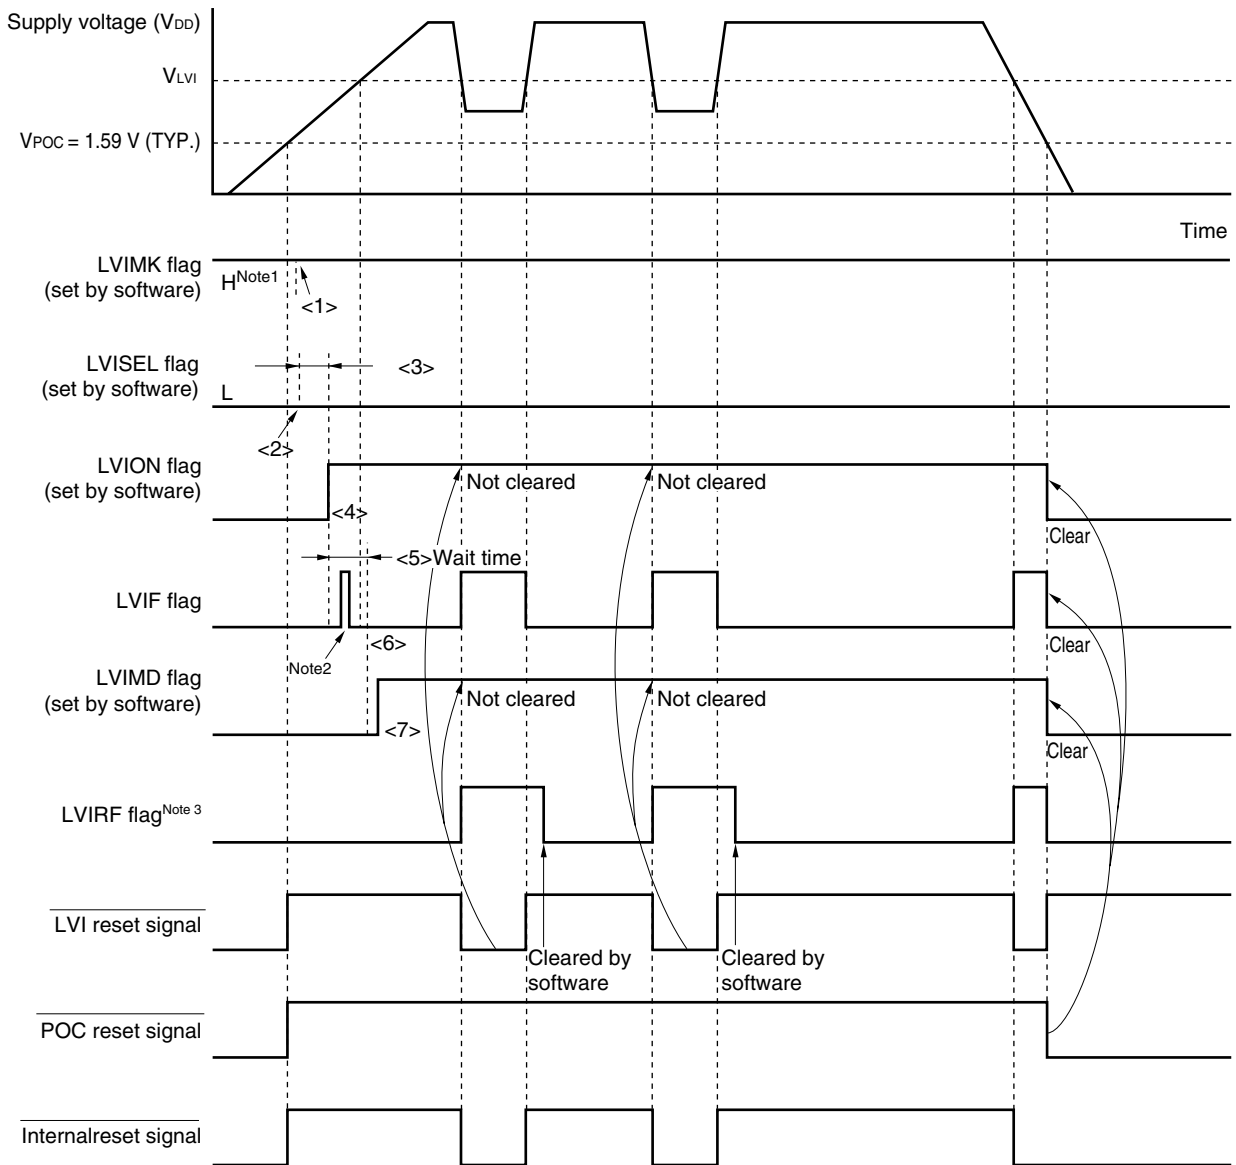 Supply voltage (VDD)
VLVI
VPOC = 1.59 V (TYP.)
Time
LVIMK flag
(set by software)
H Note1
<1>
LVISEL flag
(set by software)
<3>
L
<2>
LVION flag
(set by software)
Not cleared
Not cleared
<4>
Clear
<5>Wait time
LVIF flag
<6>
Clear
Note2
LVIMD flag
(set by software)
Not cleared
Not cleared
<7>
Clear
LVIRF flag Note 3
LVI reset signal
Cleared by
software
Cleared by
software
POC reset signal
Internalreset signal